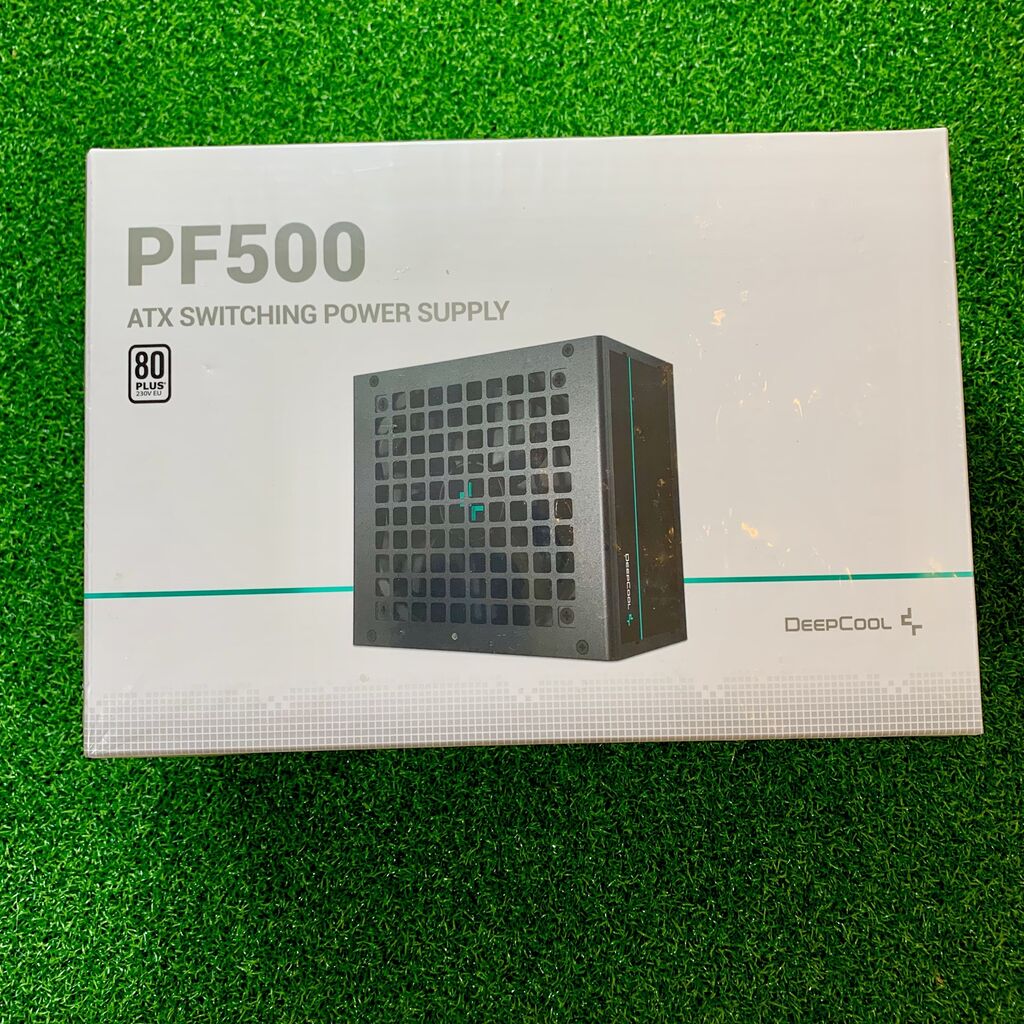 PF500
ATX SWITCHING POWER SUPPLY
80
PLUS
230V EU
DEEPCOOL
DEEPCOOL